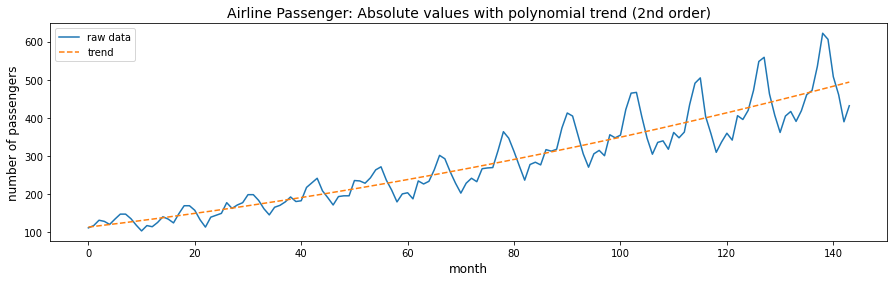 Airline Passenger: Absolute values with polynomial trend (2nd order)
raw data
trend
number of passengers
600
500
400
300
200
100
0
20
40
60
80
100
120
140
month